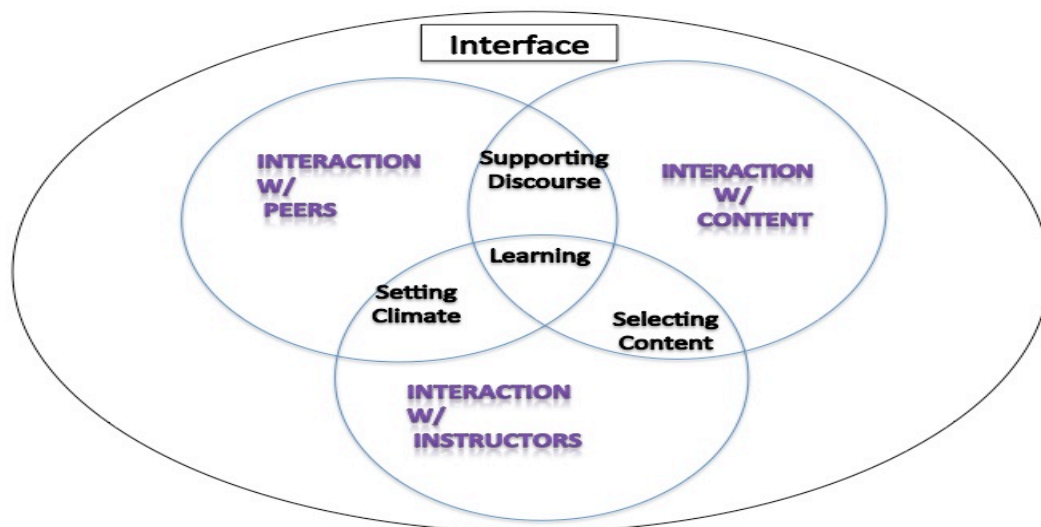 Interface
INTERACTION
W/
PEERS
Supporting
Discourse
INTERACTION
W/
CONTENT
Learning
Setting
Climate
Selecting
Content
INTERACTION
W/
INSTRUCTORS